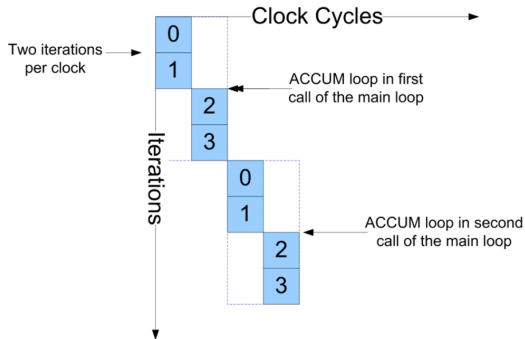 Clock Cycles
Two iterations
per clock
0
1
ACCUM loop in first
call of the main loop
2
3
Iterations
0
1
ACCUM loop in second
call of the main loop
2
3